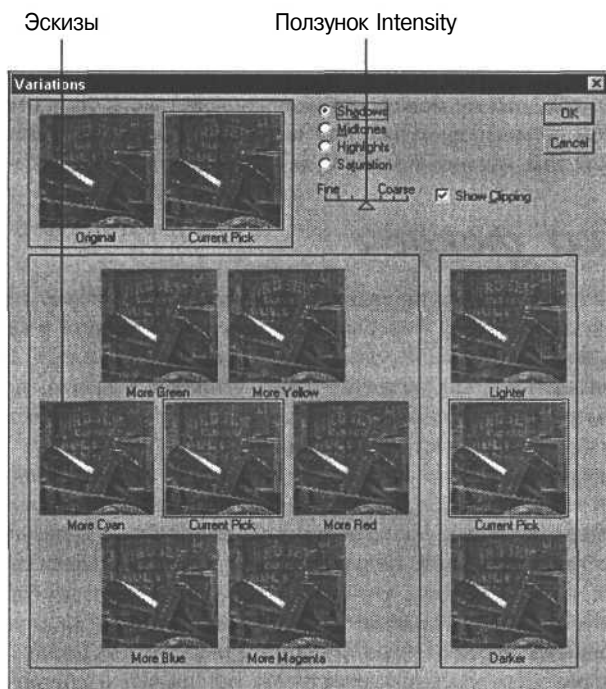 Эскизы Ползунок Intensity
Variations
Shadows
OK
Midtones
Highlights
Cancel
Saturation
Fine Coarse
Show Clipping
Original Current Pick
More Green More Yellow
Lighter
More Cyan Current Pick More Red
Current Pick
More Blue More Magenta
Darker